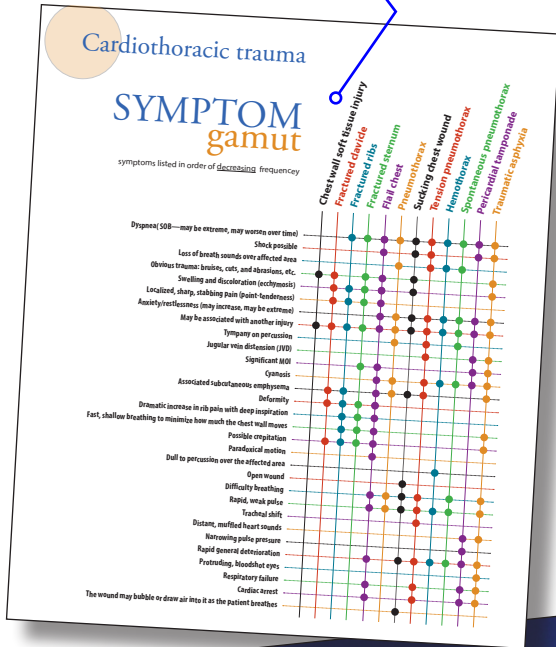 Cardiothoracic trauma
SYMPTOM
gamut
symptoms listed in order of decreasing frequencey
Chest wall soft tissue injury
Fractured clavicle
Fractured ribs
Fractured sternum
Flail chest
Pneumothorax
Sucking chest wound
Tension pneumothorax
Hemothorax
Spontaneous pneumothorax
Pericardial tamponade
Traumatic asphyxia
Dyspnea(SOB—may be extreme, may worsen over time)
Shock possible
Loss of breath sounds over affected area
Obvious trauma: bruises, cuts, and abrasions, etc.
Swelling and discoloration (ecchymosis)
Localized, sharp, stabbing pain (point-tenderness)
Anxiety/restlessness (may increase, may be extreme)
May be associated with another injury
Tympany on percussion
Jugular vein distension (JVD)
Significant MOI
Cyanosis
Associated subcutaneous emphysema
Deformity
Dramatic increase in rib pain with deep inspiration
Fast, shallow breathing to minimize how much the chest wall moves
Possible crepitation
Paradoxical motion
Dull to percussion over the affected area
Open wound
Difficulty breathing
Rapid, weak pulse
Tracheal shift
Distane, muffled heart sounds
Narrowing pulse pressure
Rapid general deterioration
Protruding, bloodshot eyes
Respiratory failure
Cardiac arrest
The wound may bubble or draw air into it as the patient breathes